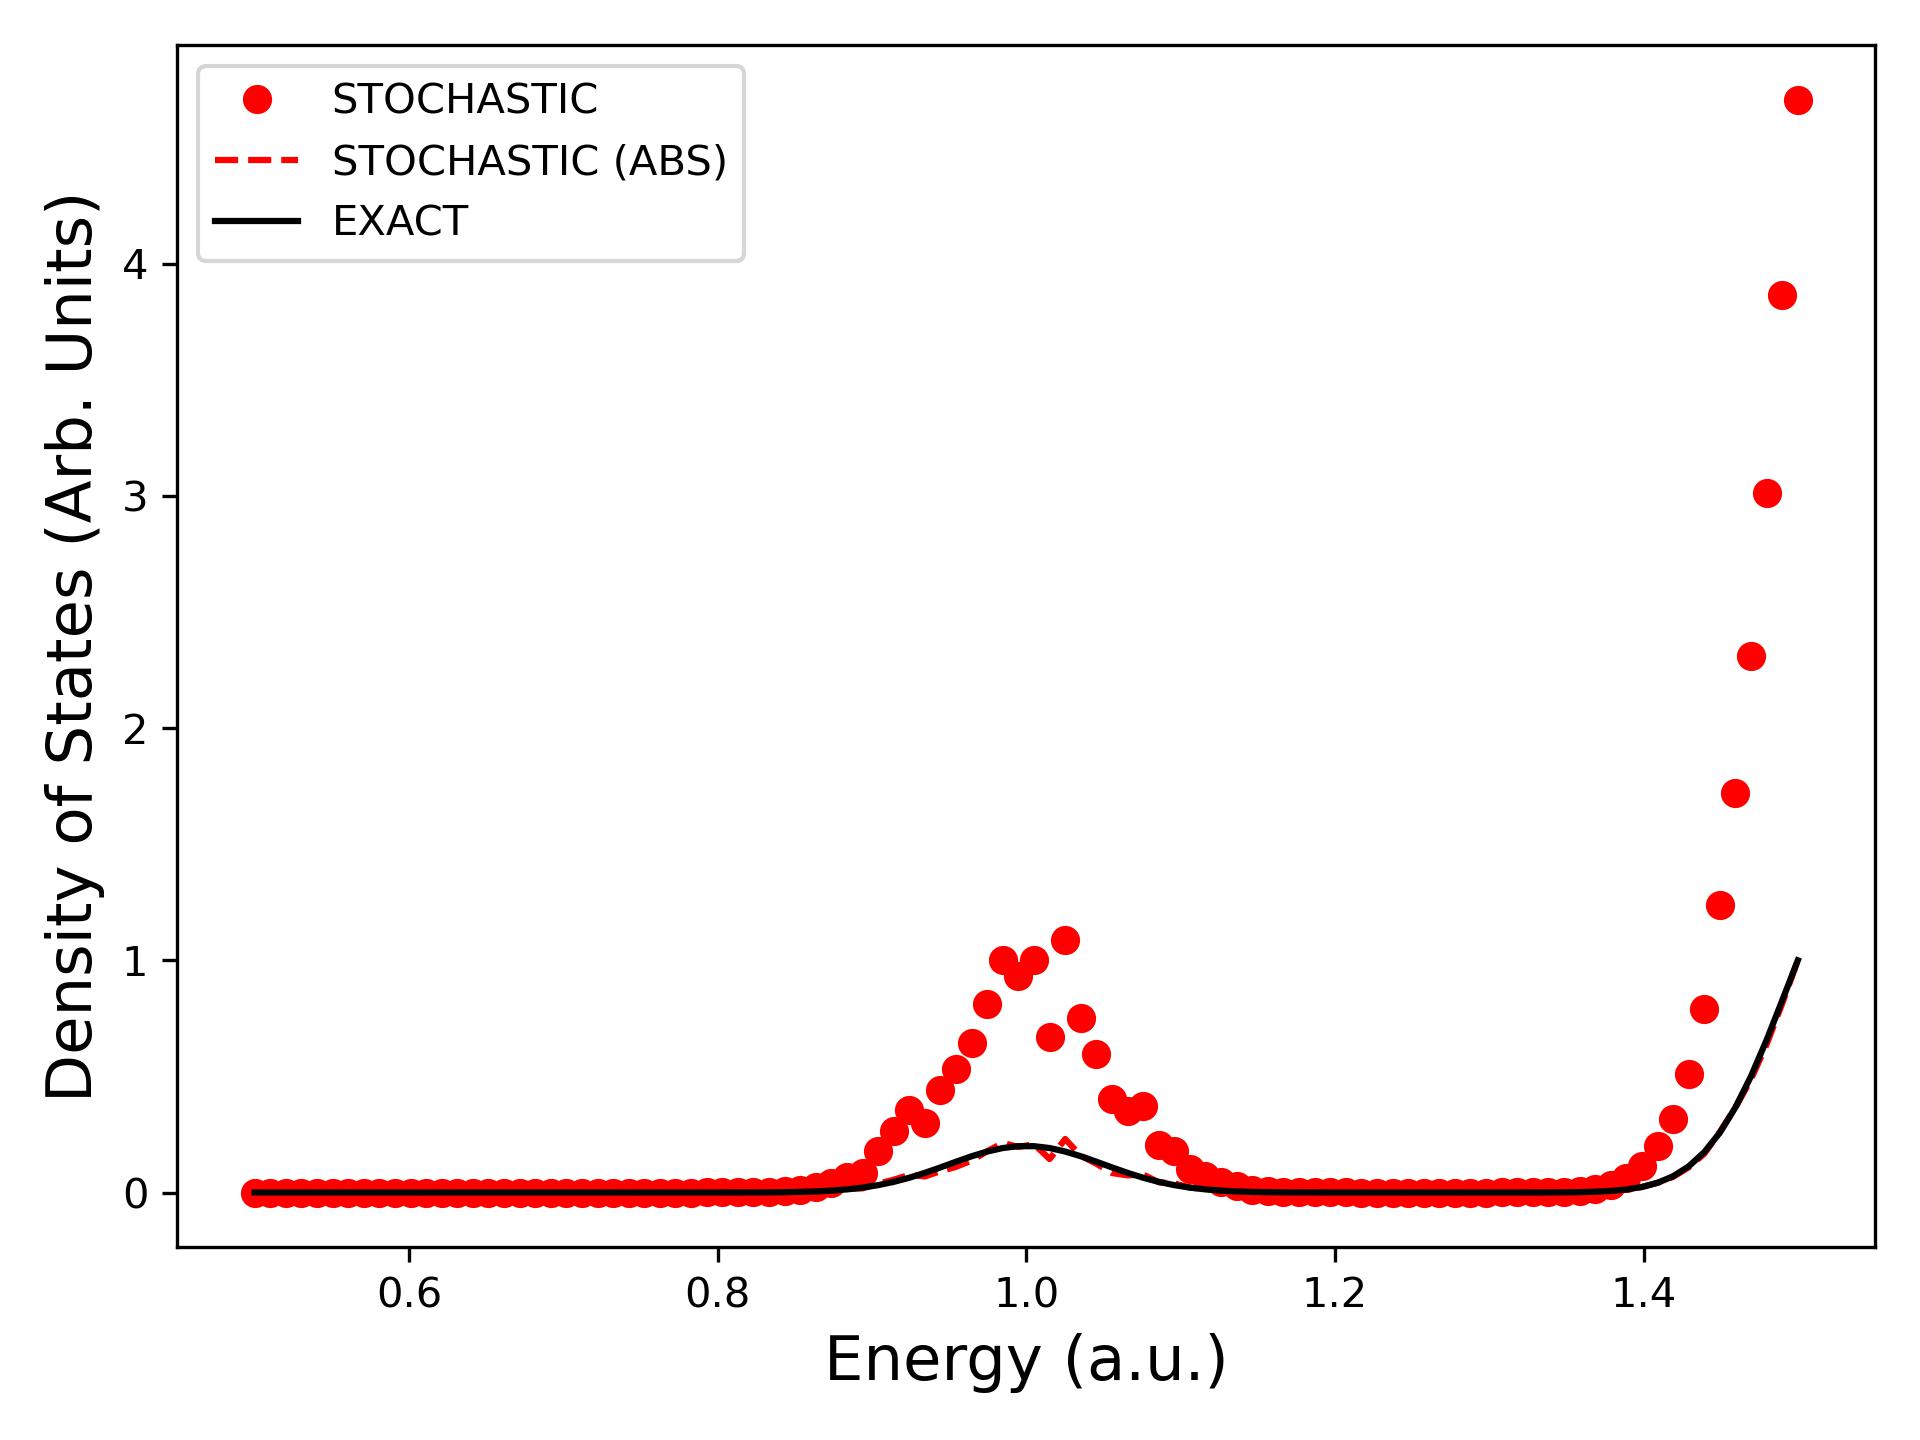 STOCHASTIC
STOCHASTIC (ABS)
EXACT
Density of States (Arb. Units)
4
3
2
1
0
0.6 0.8 1.0 1.2 1.4
Energy (a.u.)